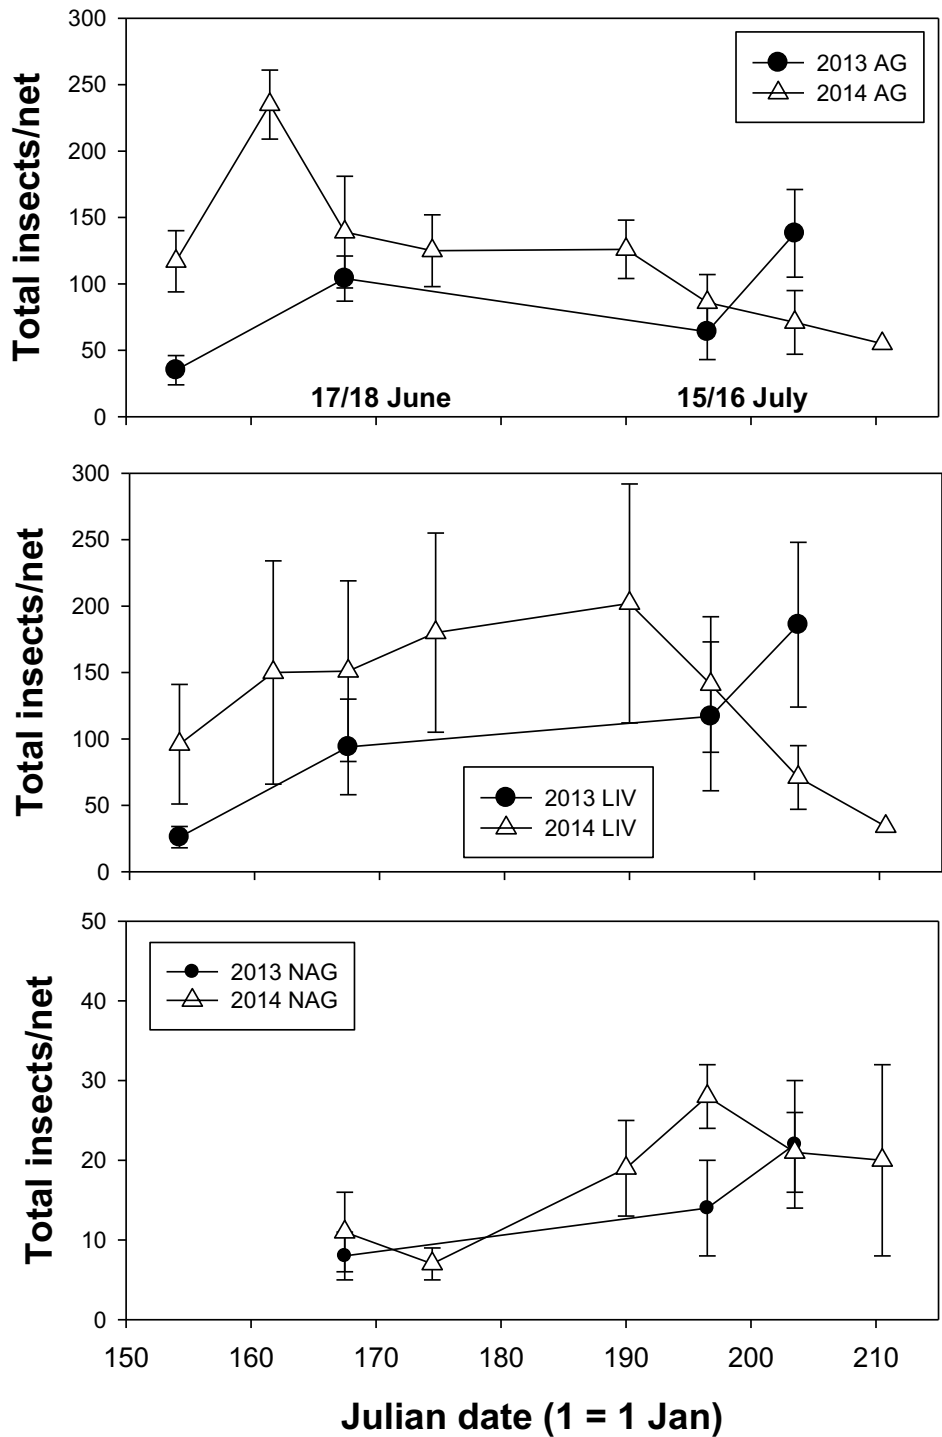 300
250
200
150
100
50
0
Total insects/net
2013 AG
2014 AG
17/18 June
15/16 July
300
250
200
150
100
50
0
Total insects/net
2013 LIV
2014 LIV
50
40
30
20
10
0
Total insects/net
2013 NAG
2014 NAG
150 160 170 180 190 200 210
Julian date (1 = 1 Jan)